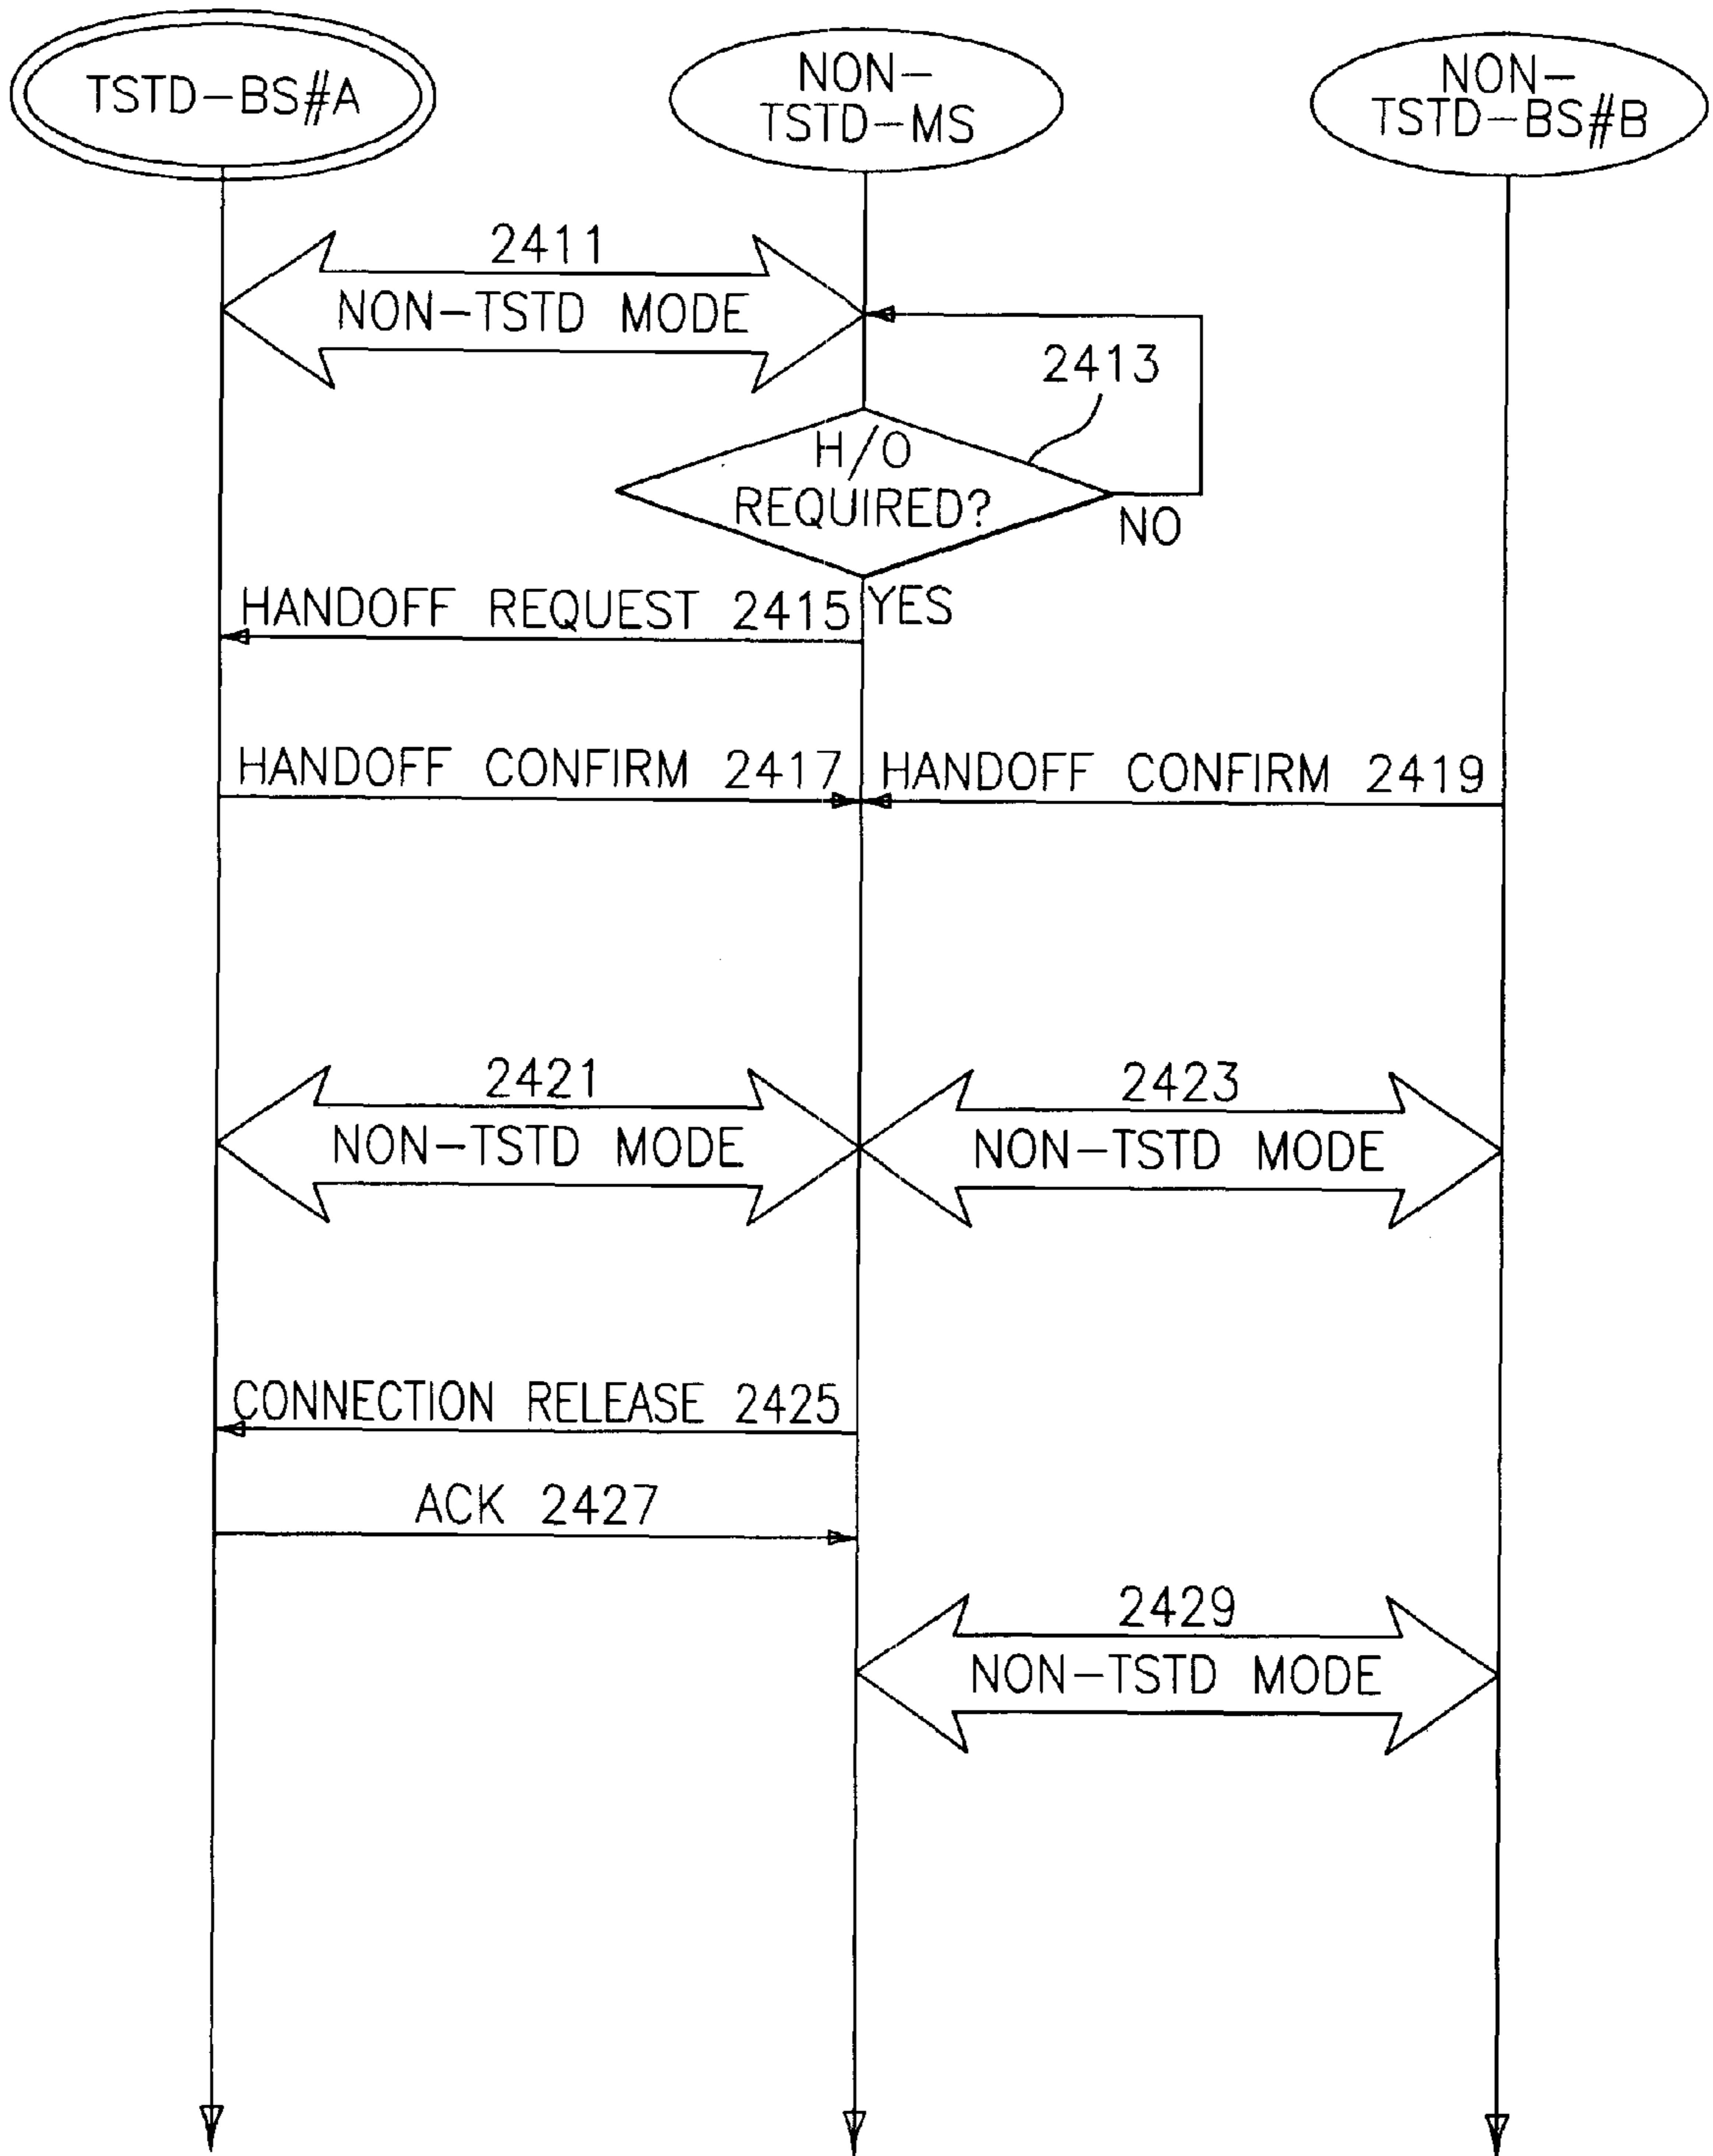 TSTD-BS#A
NON-
TSTD-MS
NON-
TSTD-BS#B
2411
NON-TSTD MODE
2413
H/O
REQUIRED?
NO
YES
HANDOFF REQUEST 2415
HANDOFF CONFIRM 2417
HANDOFF CONFIRM 2419
2421
NON-TSTD MODE
2423
NON-TSTD MODE
CONNECTION RELEASE 2425
ACK 2427
2429
NON-TSTD MODE